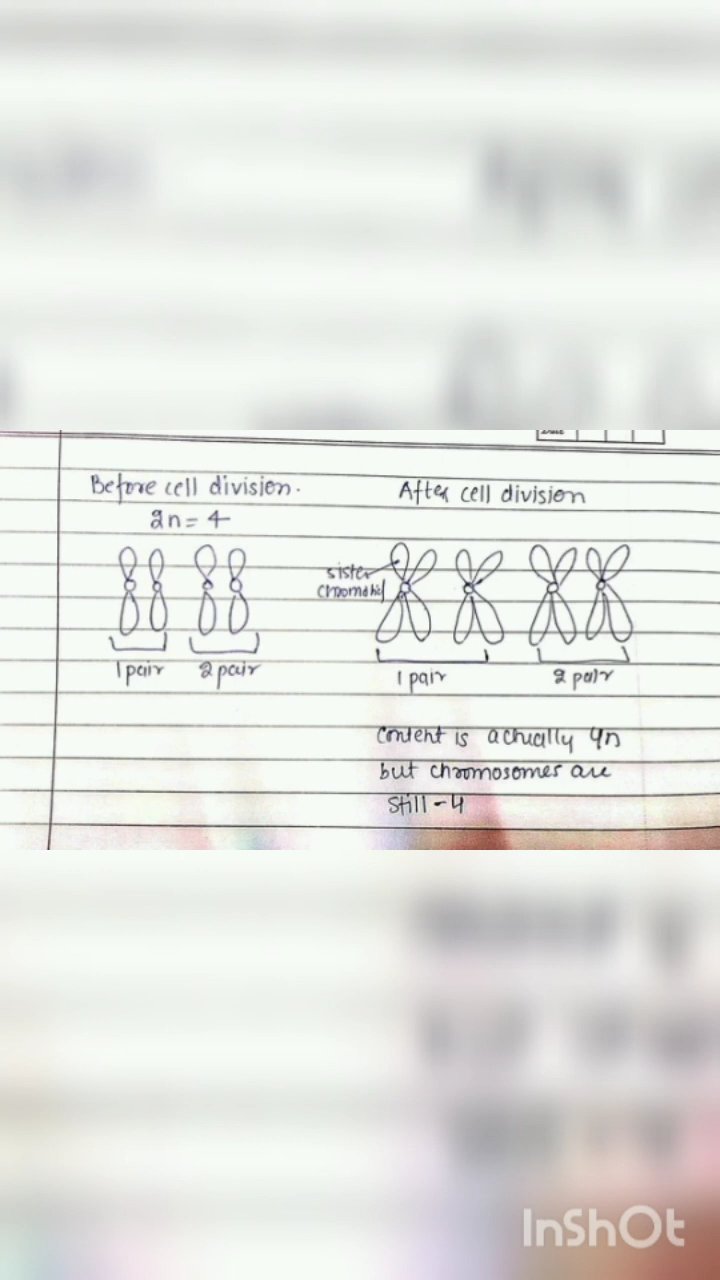 Before cell division.
2n = 4
1 pair
2 pair
After cell division
sister
chromatid
1 pair
2 pair
Content is actually 4n
but chromosomes are
still - 4
InShOt